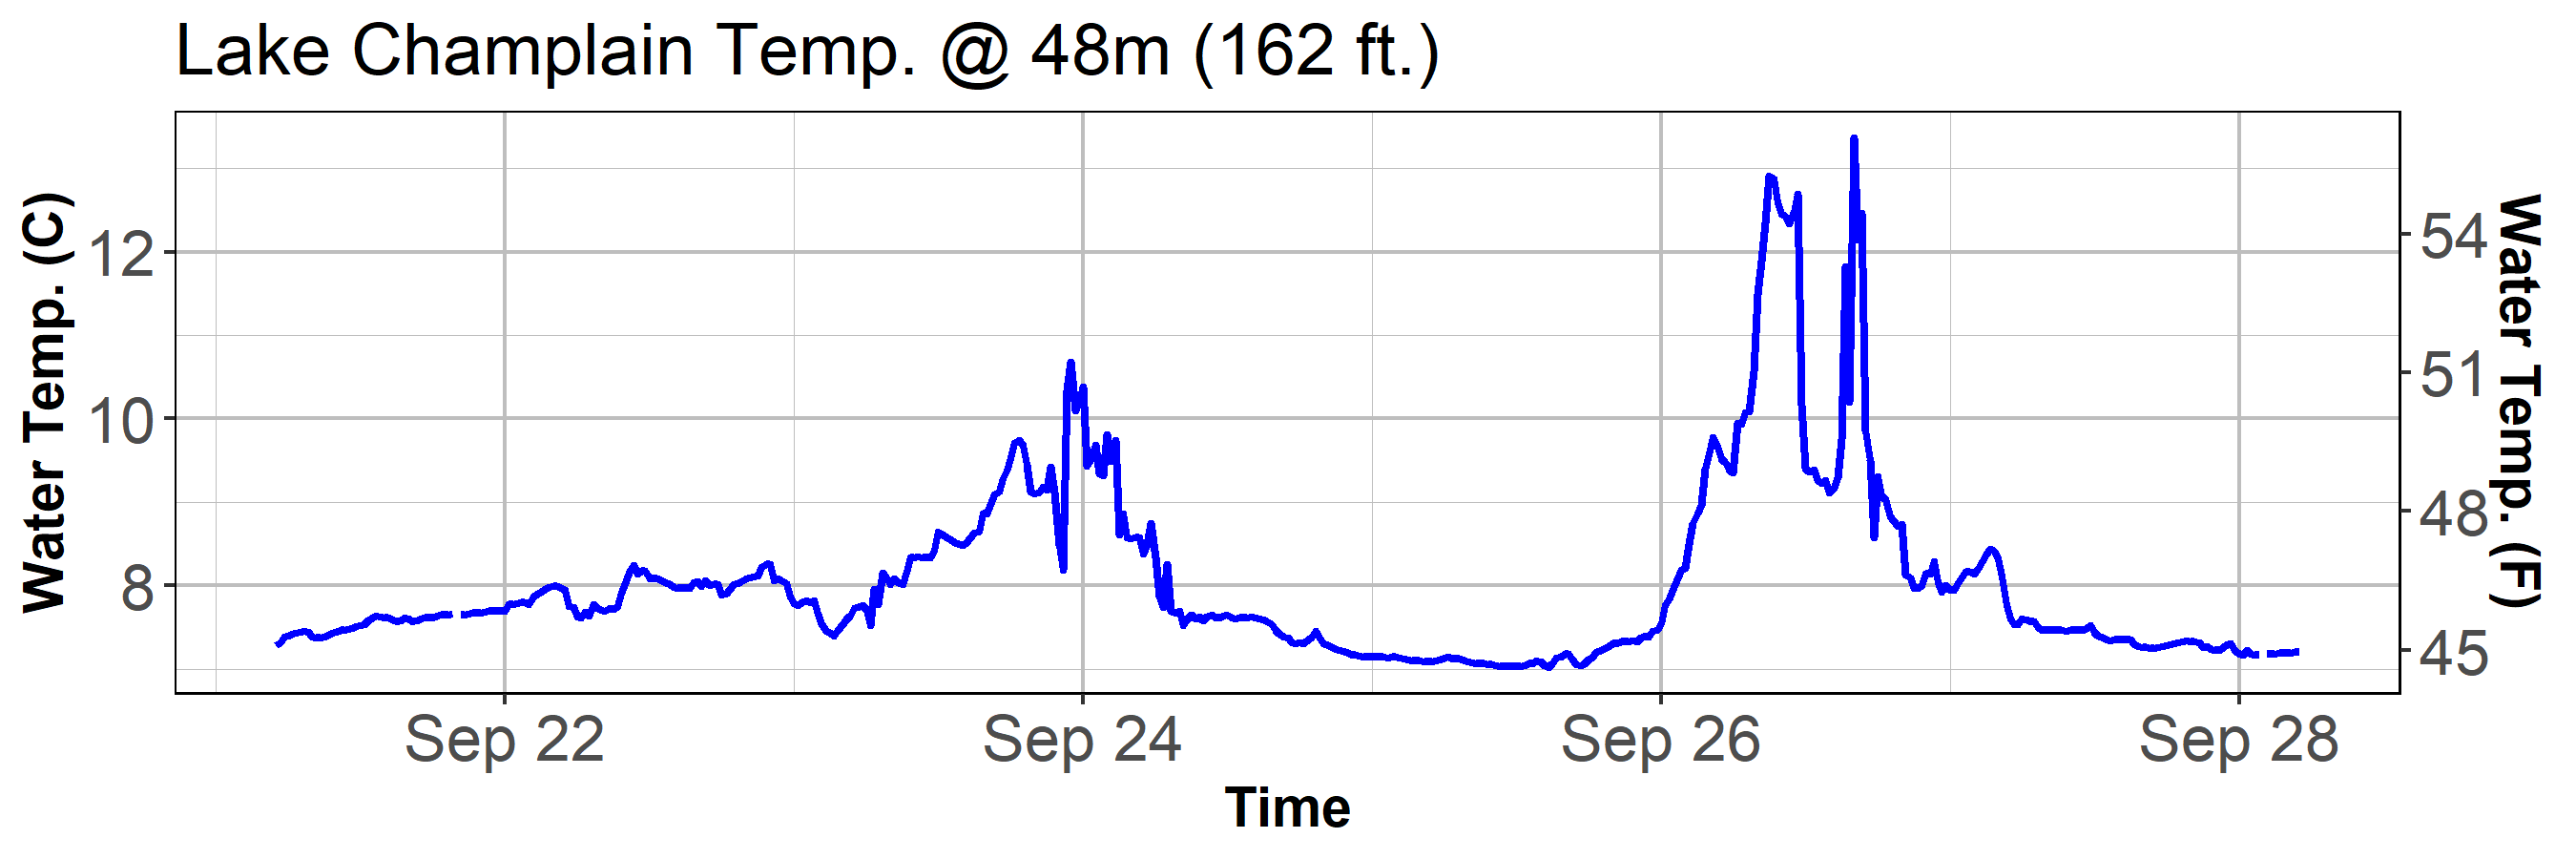 Lake Champlain Temp. @ 48m (162 ft.)
Water Temp. (C)
12
10
8
54
51
48
45
Water Temp. (F)
Sep 22
Sep 24
Sep 26
Sep 28
Time